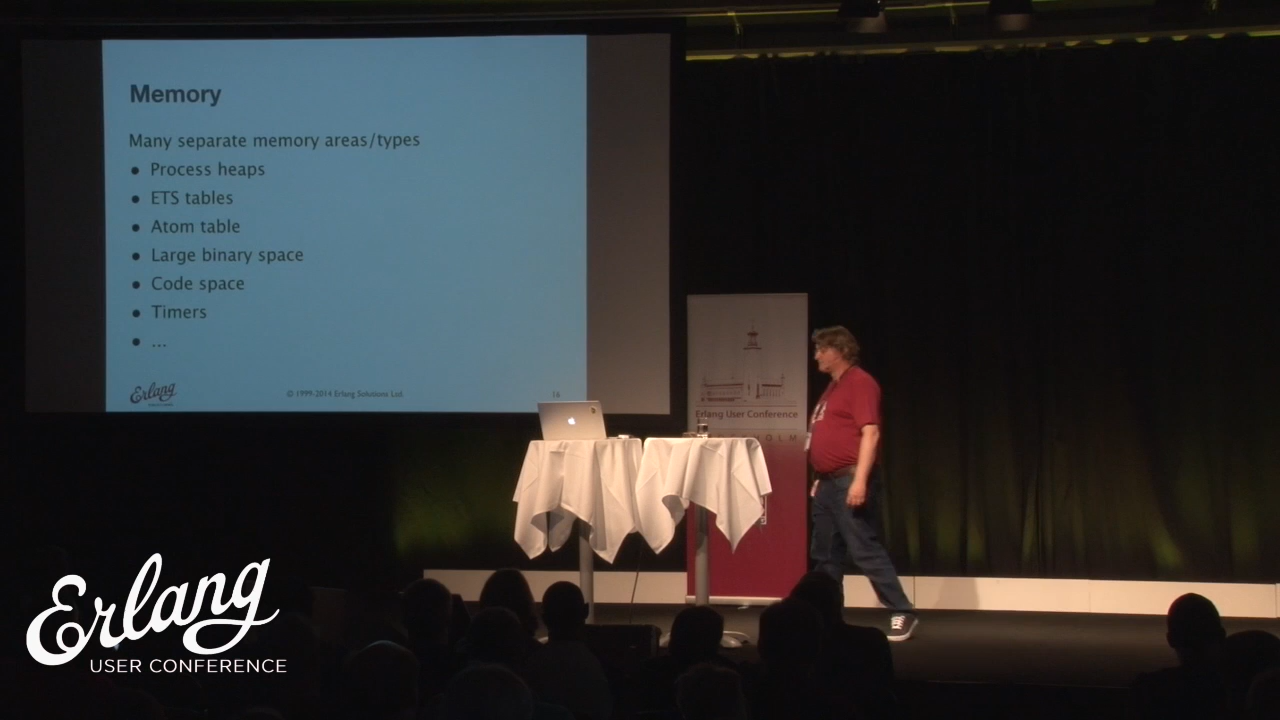 Memory
Many separate memory areas/types
• Process heaps
• ETS tables
• Atom table
• Large binary space
• Code space
• Timers
• ...
Erlang
© 1999-2014 Erlang Solutions Ltd
16
Erlang User Conference
Erlang
USER CONFERENCE